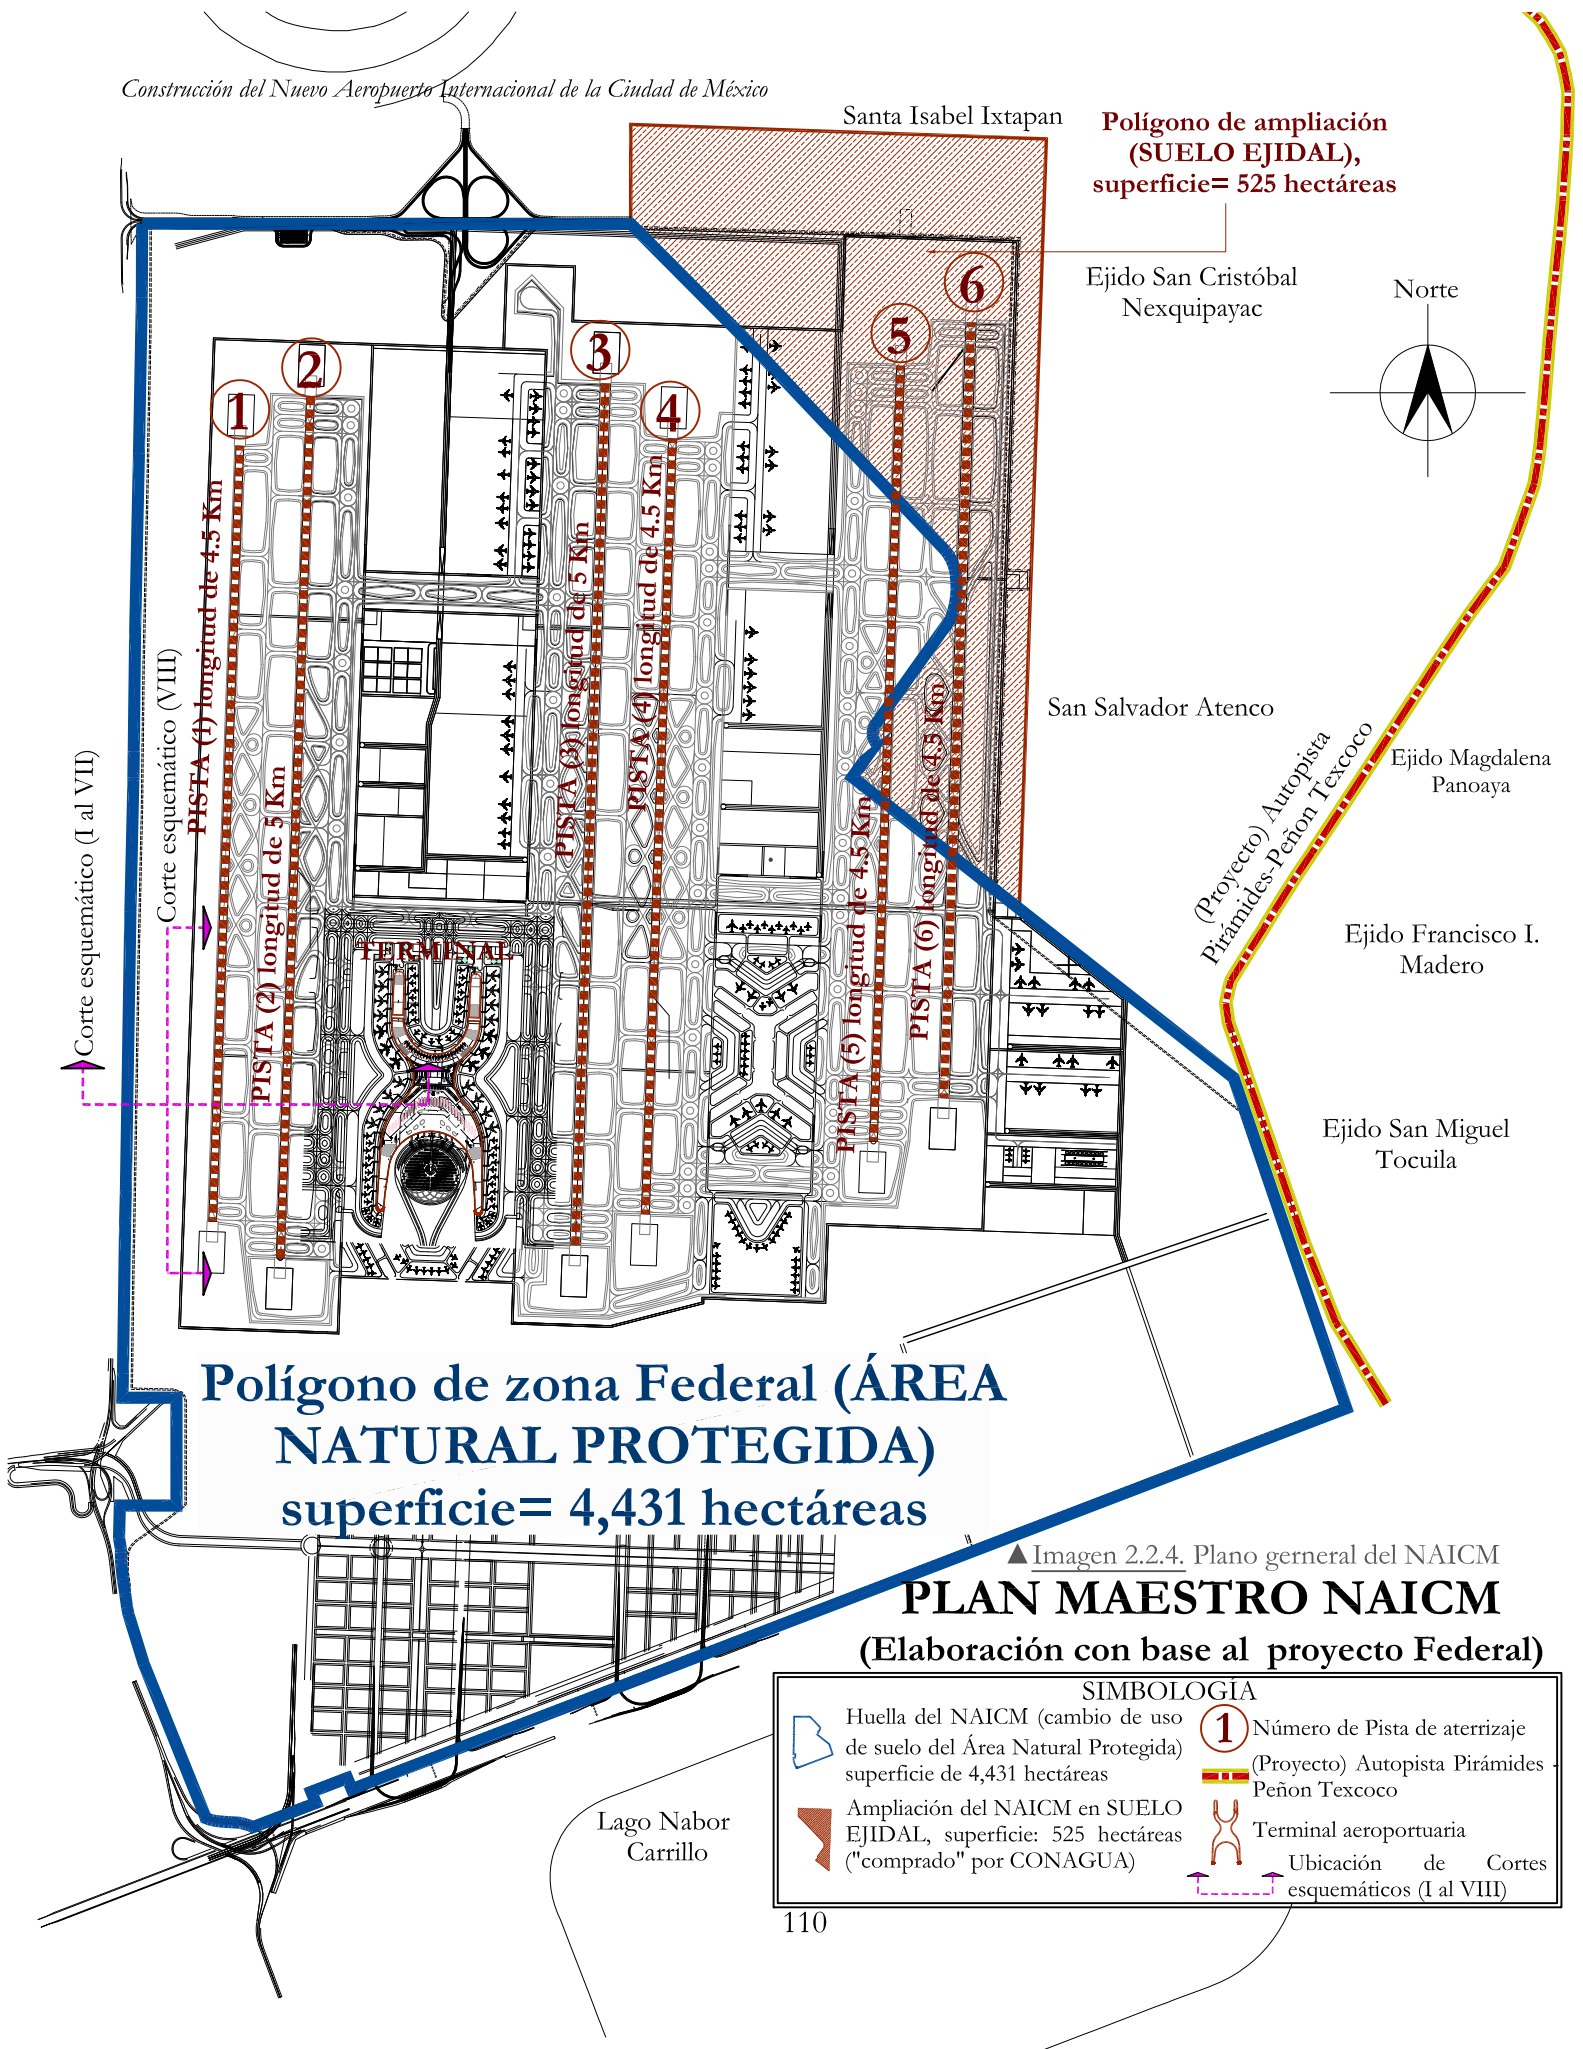 Construcción del Nuevo Aeropuerto Internacional de la Ciudad de México
Santa Isabel Ixtapan
Polígono de ampliación
(SUELO EJIDAL),
superficie= 525 hectáreas
Ejido San Cristóbal
Nexquipayac
Norte
1
2
3
4
5
6
PISTA (1) longitud de 4.5 Km
PISTA (2) longitud de 5 Km
PISTA (3) longitud de 5 Km
PISTA (4) longitud de 4.5 Km
PISTA (5) longitud de 4.5 Km
PISTA (6) longitud de 4.5 Km
Corte esquemático (I al VII)
Corte esquemático (VIII)
TERMINAL
San Salvador Atenco
(Proyecto) Autopista
Pirámides-Peñon Texcoco
Ejido Magdalena
Panoaya
Ejido Francisco I.
Madero
Ejido San Miguel
Tocuila
Polígono de zona Federal (ÁREA
NATURAL PROTEGIDA)
superficie= 4,431 hectáreas
▲Imagen 2.2.4. Plano gerneral del NAICM
PLAN MAESTRO NAICM
(Elaboración con base al proyecto Federal)
SIMBOLOGÍA
Huella del NAICM (cambio de uso
de suelo del Área Natural Protegida)
superficie de 4,431 hectáreas
Ampliación del NAICM en SUELO
EJIDAL, superficie: 525 hectáreas
("comprado" por CONAGUA)
1 Número de Pista de aterrizaje
(Proyecto) Autopista Pirámides -
Peñon Texcoco
Terminal aeroportuaria
Ubicación de Cortes
esquemáticos (I al VIII)
Lago Nabor
Carrillo
110